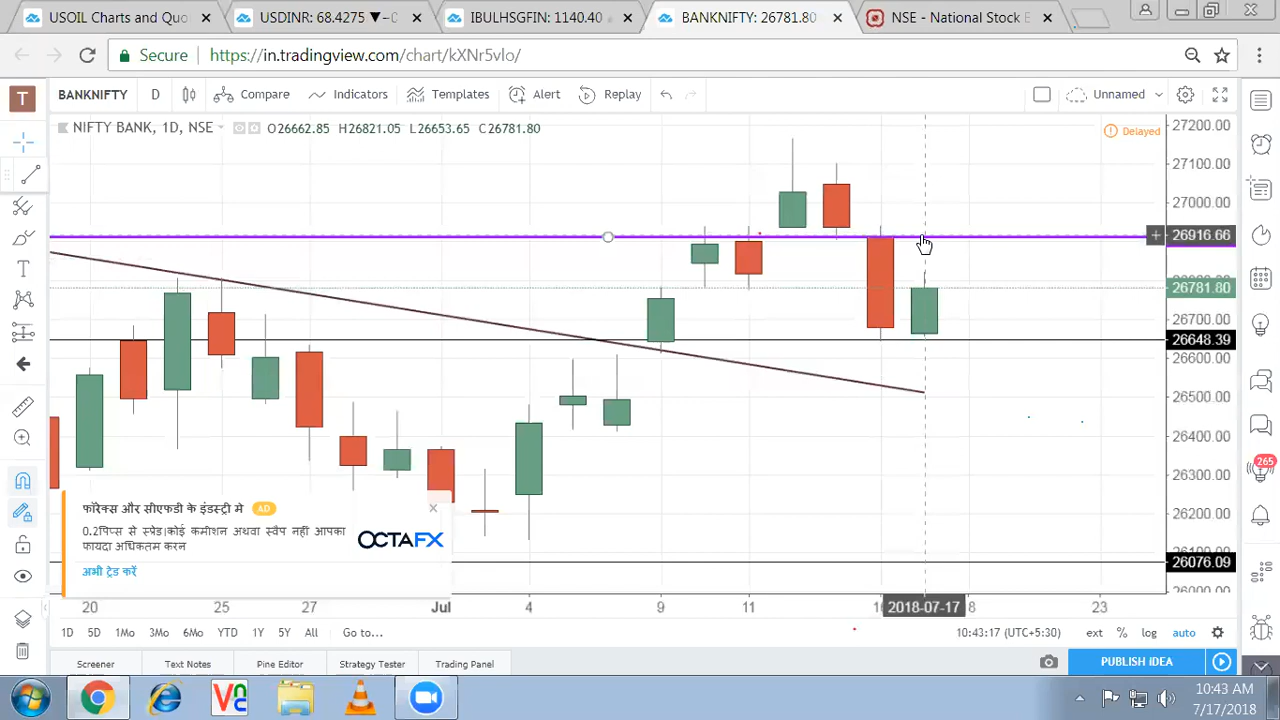 USOIL Charts and Quo
USDINR: 68.4275 ▼−
IBULHSGFIN: 1140.40
BANKNIFTY: 26781.80
NSE - National Stock E
Secure
https://in.tradingview.com/chart/kXNr5vlo/
T
BANKNIFTY D Compare Indicators Templates Alert Replay Unnamed
NIFTY BANK, 1D, NSE O26662.85 H26821.05 L26653.65 C26781.80
Delayed
27200.00
27100.00
27000.00
26916.66
26781.80
26700.00
26648.39
26600.00
26500.00
26400.00
26300.00
26200.00
26076.09
265
फॉरेक्स और सीएफडी के इंडस्ट्री मे AD
0.2पिप्स से स्प्रेड।कोई कमीशन अथवा स्वैप नहीं आपका
फायदा अधिकतम करन
अभी ट्रेड करें
OCTAFX
20 25 27 Jul 4 9 11 2018-07-17 23
1D 5D 1Mo 3Mo 6Mo YTD 1Y 5Y All Go to... 10:43:17 (UTC+5:30) ext % log auto
Screener Text Notes Pine Editor Strategy Tester Trading Panel PUBLISH IDEA
10:43 AM
7/17/2018